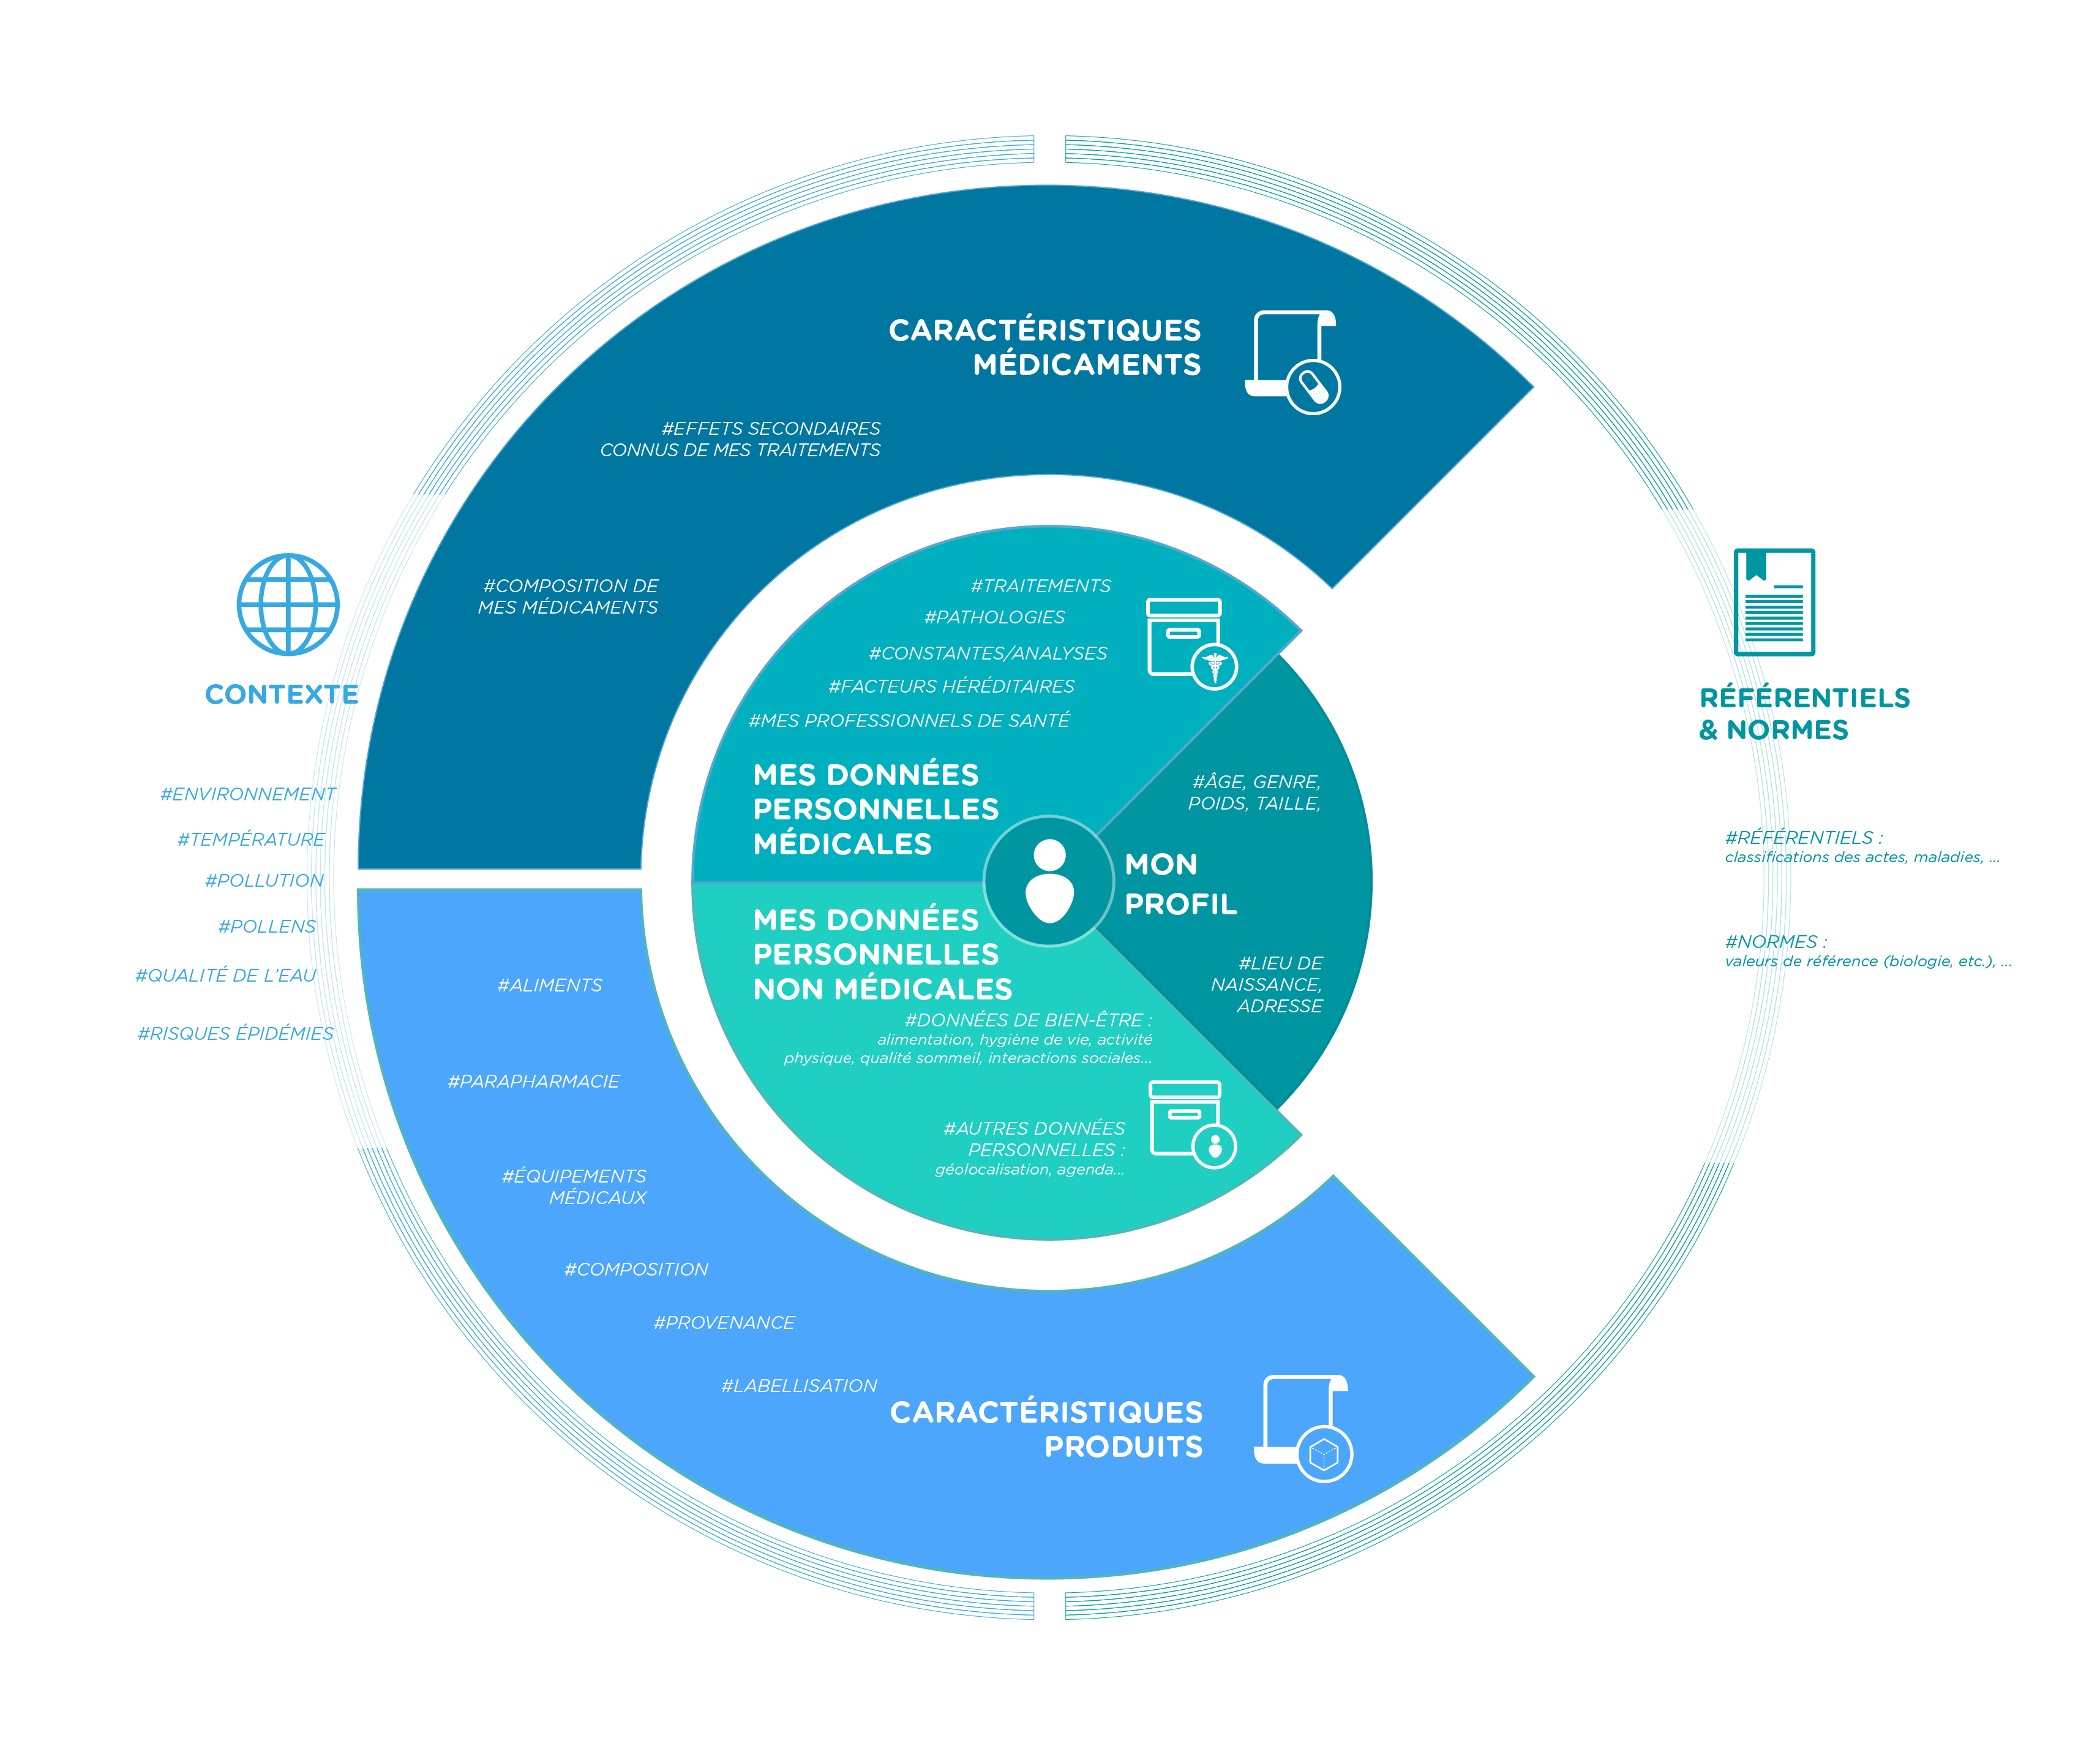 CARACTÉRISTIQUES
MÉDICAMENTS
#EFFETS SECONDAIRES
CONNUS DE MES TRAITEMENTS
#COMPOSITION DE
MES MÉDICAMENTS
CONTEXTE
#ENVIRONNEMENT
#TEMPÉRATURE
#POLLUTION
#POLLENS
#QUALITÉ DE L'EAU
#RISQUES ÉPIDÉMIES
#TRAITEMENTS
#PATHOLOGIES
#CONSTANTES/ANALYSES
#FACTEURS HÉRÉDITAIRES
#MES PROFESSIONNELS DE SANTÉ
MES DONNÉES
PERSONNELLES
MÉDICALES
#ÂGE, GENRE,
POIDS, TAILLE,
MON
PROFIL
#LIEU DE
NAISSANCE,
ADRESSE
MES DONNÉES
PERSONNELLES
NON MÉDICALES
#DONNÉES DE BIEN-ÊTRE :
alimentation, hygiène de vie, activité
physique, qualité sommeil, interactions sociales...
#AUTRES DONNÉES
PERSONNELLES :
géolocalisation, agenda...
RÉFÉRENTIELS
& NORMES
#RÉFÉRENTIELS :
classifications des actes, maladies, ...
#NORMES :
valeurs de référence (biologie, etc.), ...
#ALIMENTS
#PARAPHARMACIE
#ÉQUIPEMENTS
MÉDICAUX
#COMPOSITION
#PROVENANCE
#LABELLISATION
CARACTÉRISTIQUES
PRODUITS